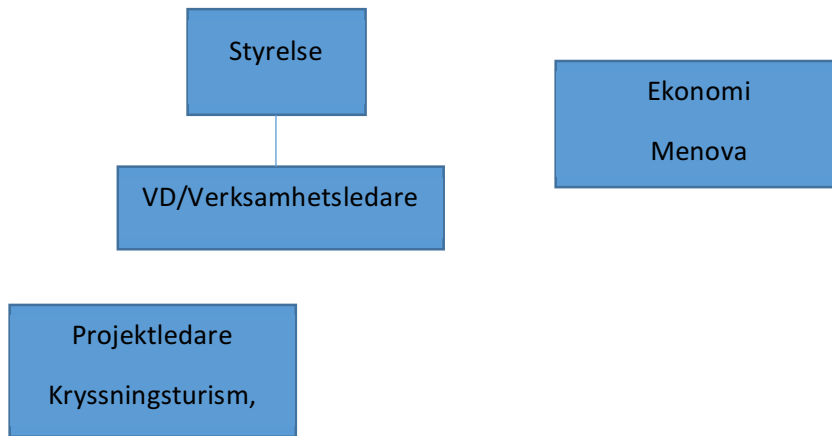 Styrelse
Ekonomi
Menova
VD/Verksamhetsledare
Projektledare
Kryssningsturism,